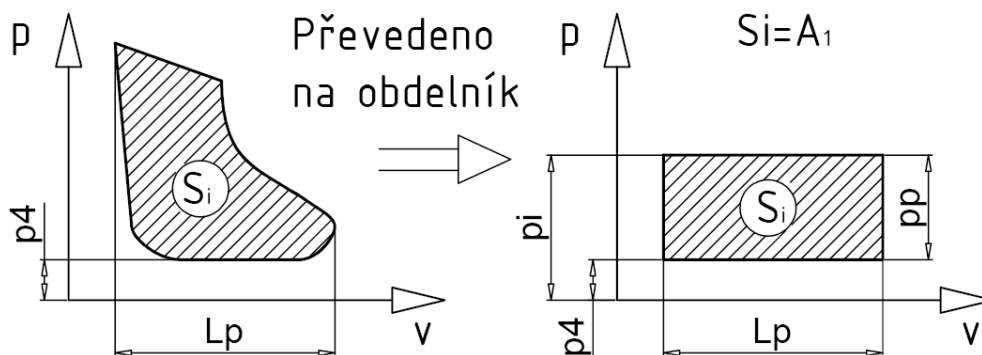 p
Převedeno
na obdelník
p
Si=A₁
Sᵢ
p4
Lp
v
Sᵢ
pi
pp
p4
Lp
v